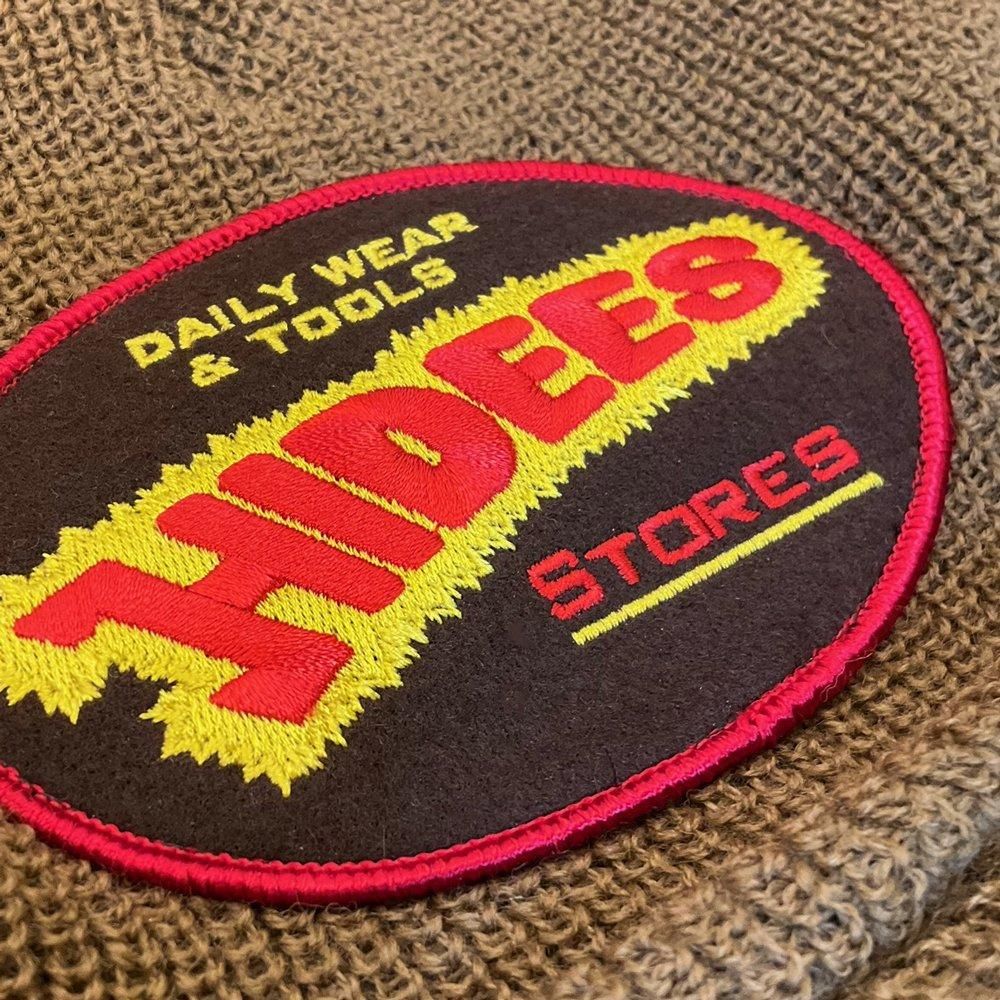 DAILY WEAR
& TOOLS
HIDEES
STORES